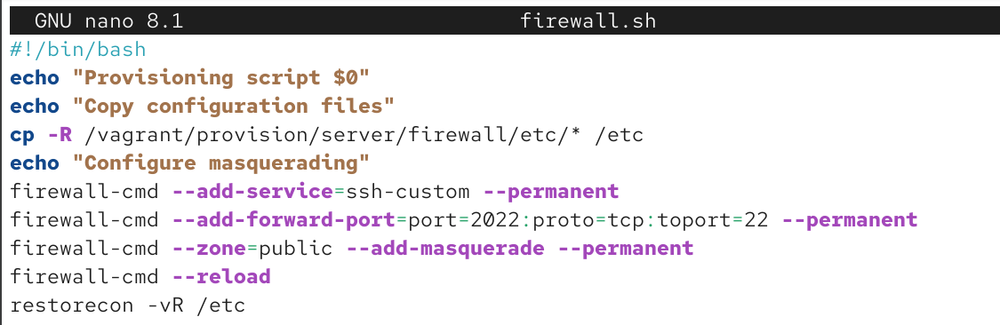 GNU nano 8.1 firewall.sh
#!/bin/bash
echo "Provisioning script $0"
echo "Copy configuration files"
cp -R /vagrant/provision/server/firewall/etc/* /etc
echo "Configure masquerading"
firewall-cmd --add-service=ssh-custom --permanent
firewall-cmd --add-forward-port=port=2022:proto=tcp:toport=22 --permanent
firewall-cmd --zone=public --add-masquerade --permanent
firewall-cmd --reload
restorecon -vR /etc